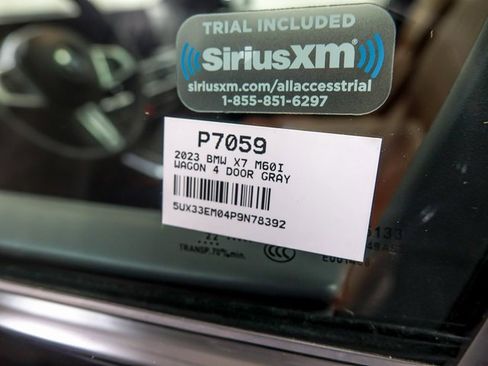 TRIAL INCLUDED
SiriusXm
siriusxm.com/allaccesstrial
1-855-851-6297
P7059
2023 BMW X7 M60I
WAGON 4 DOOR GRAY
5UX33EM04P9N78392
TRANSP. 70% min.
CCC